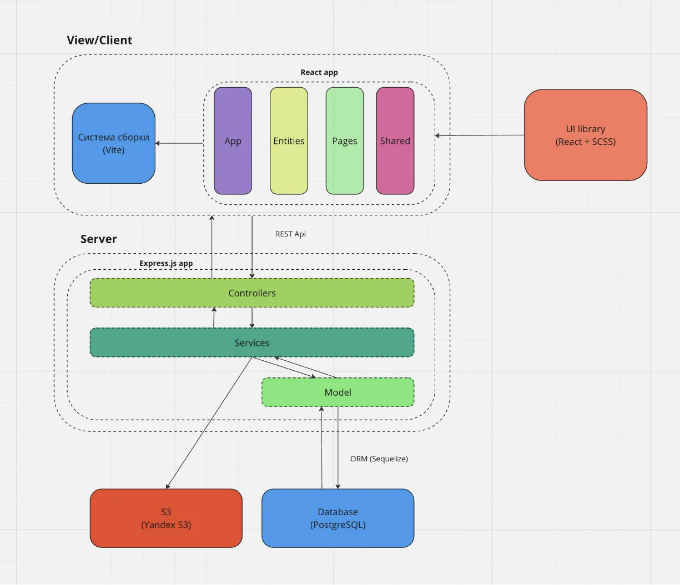 View/Client
React app
Система сборки
(Vite)
App
Entities
Pages
Shared
UI library
(React + SCSS)
REST Api
Server
Express.js app
Controllers
Services
Model
ORM (Sequelize)
S3
(Yandex S3)
Database
(PostgreSQL)